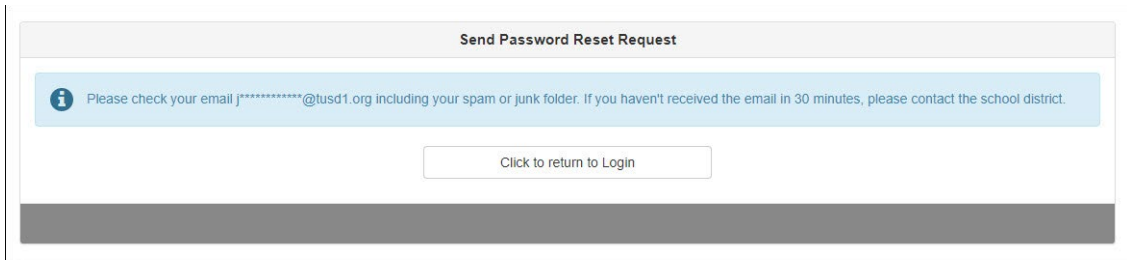 Send Password Reset Request
Please check your email j************@tusd1.org including your spam or junk folder. If you haven't received the email in 30 minutes, please contact the school district.
Click to return to Login